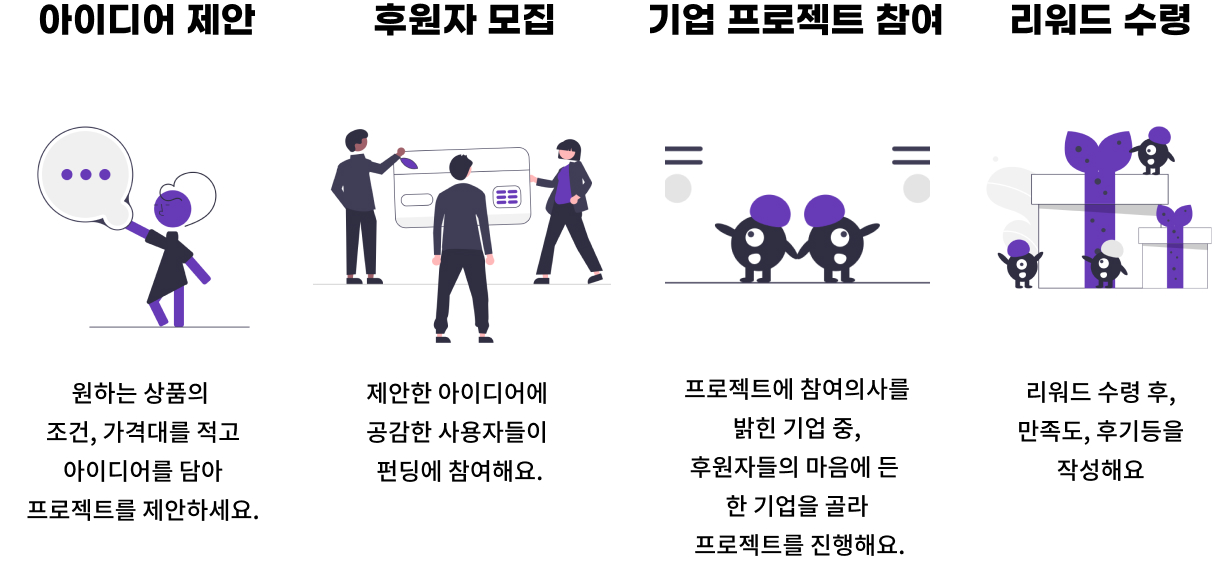 아이디어 제안
원하는 상품의
조건, 가격대를 적고
아이디어를 담아
프로젝트를 제안하세요.
후원자 모집
제안한 아이디어에
공감한 사용자들이
펀딩에 참여해요.
기업 프로젝트 참여
프로젝트에 참여의사를
밝힌 기업 중,
후원자들의 마음에 든
한 기업을 골라
프로젝트를 진행해요.
리워드 수령
리워드 수령 후,
만족도, 후기등을
작성해요